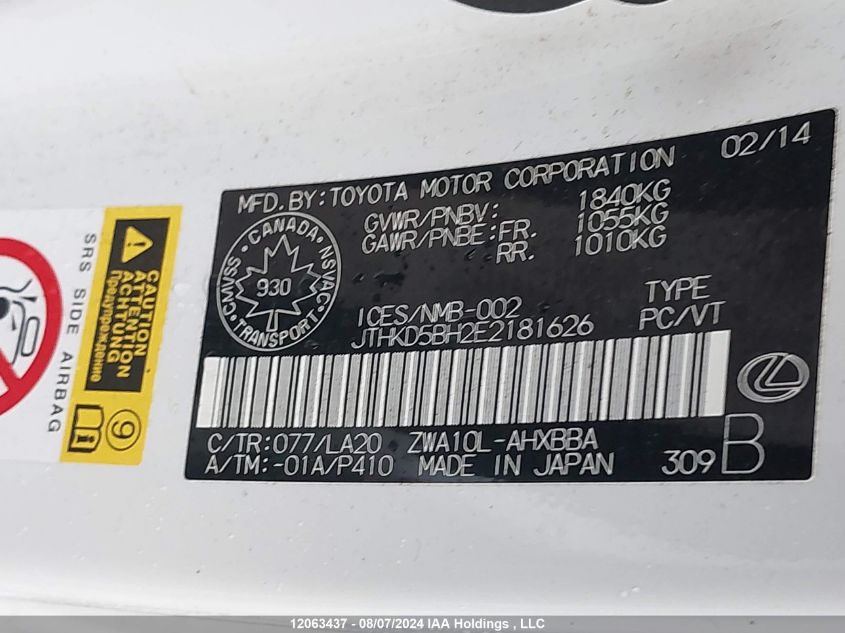 MFD. BY: TOYOTA MOTOR CORPORATION 02/14
GVWR/PNBV: 1840KG
GAWR/PNBE: FR. 1055KG
RR. 1010KG
CANADA
CMVSS NSVAC
930
TRANSPORT
ICES/NMB-002
JTHKD5BH2E2181626
TYPE
PC/VT
C/TR: 077/LA20 ZWA10L-AHXBBA
A/TM: -01A/P410 MADE IN JAPAN
309 B
CAUTION
ATTENTION
ACHTUNG
Предупреждение
9
SRS SIDE AIRBAG
12063437 - 08/07/2024 IAA Holdings , LLC